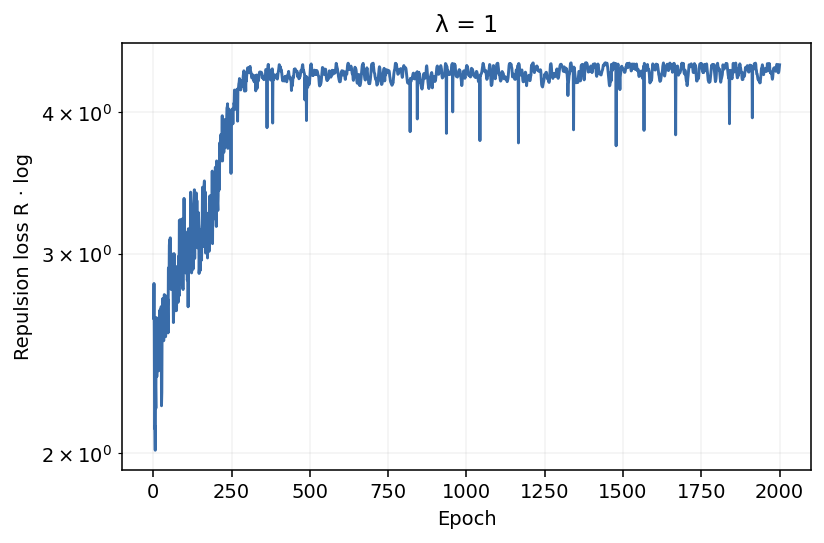 λ = 1
Repulsion loss R · log
4 × 10⁰
3 × 10⁰
2 × 10⁰
0 250 500 750 1000 1250 1500 1750 2000
Epoch